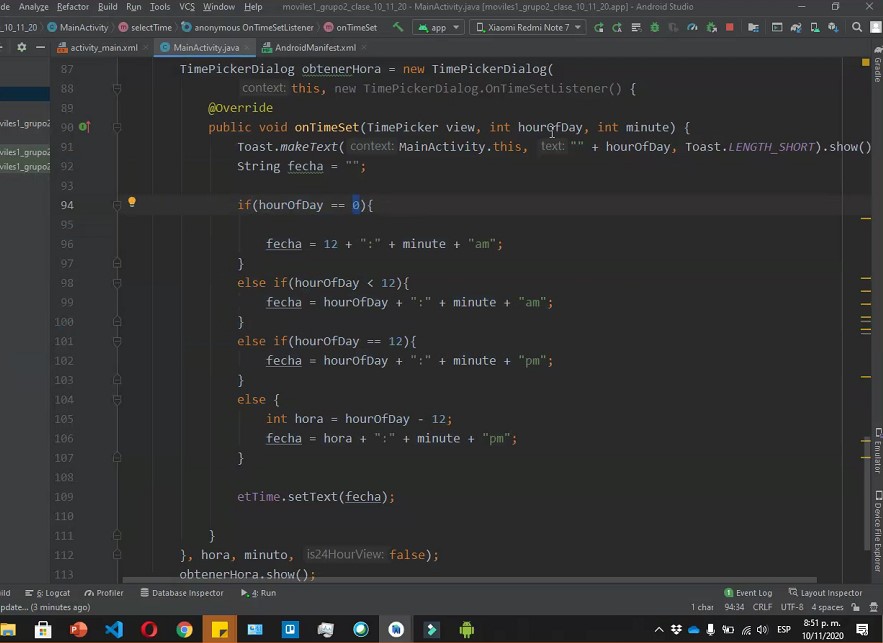 de Analyze Refactor Build Run Tools VCS Window Help moviles1_grupo2_clase_10_11_20 - MainActivity.java [moviles1_grupo2_clase_10_11_20.app] - Android Studio
_10_11_20 MainActivity selectTime anonymous OnTimeSetListener onTimeSet app Xiaomi Redmi Note 7
activity_main.xml MainActivity.java AndroidManifest.xml
87 TimePickerDialog obtenerHora = new TimePickerDialog(
88 context: this, new TimePickerDialog.OnTimeSetListener() {
89 @Override
90 public void onTimeSet(TimePicker view, int hourOfDay, int minute) {
91 Toast.makeText( context: MainActivity.this, text: "" + hourOfDay, Toast.LENGTH_SHORT).show()
92 String fecha = "";
93
94 if(hourOfDay == 0){
95
96 fecha = 12 + ":" + minute + "am";
97 }
98 else if(hourOfDay < 12){
99 fecha = hourOfDay + ":" + minute + "am";
100 }
101 else if(hourOfDay == 12){
102 fecha = hourOfDay + ":" + minute + "pm";
103 }
104 else {
105 int hora = hourOfDay - 12;
106 fecha = hora + ":" + minute + "pm";
107 }
108
109 etTime.setText(fecha);
110
111 }
112 }, hora, minuto, is24HourView: false);
113 obtenerHora.show();
oviles1_grupo2
oviles1_grupo2
viles1_grupo2
Gradle
Emulator
Device File Explorer
ild 6: Logcat Profiler Database Inspector 4: Run Event Log Layout Inspector
pdate... (3 minutes ago) 1 char 94:34 CRLF UTF-8 4 spaces
ESP 8:51 p. m.
10/11/2020